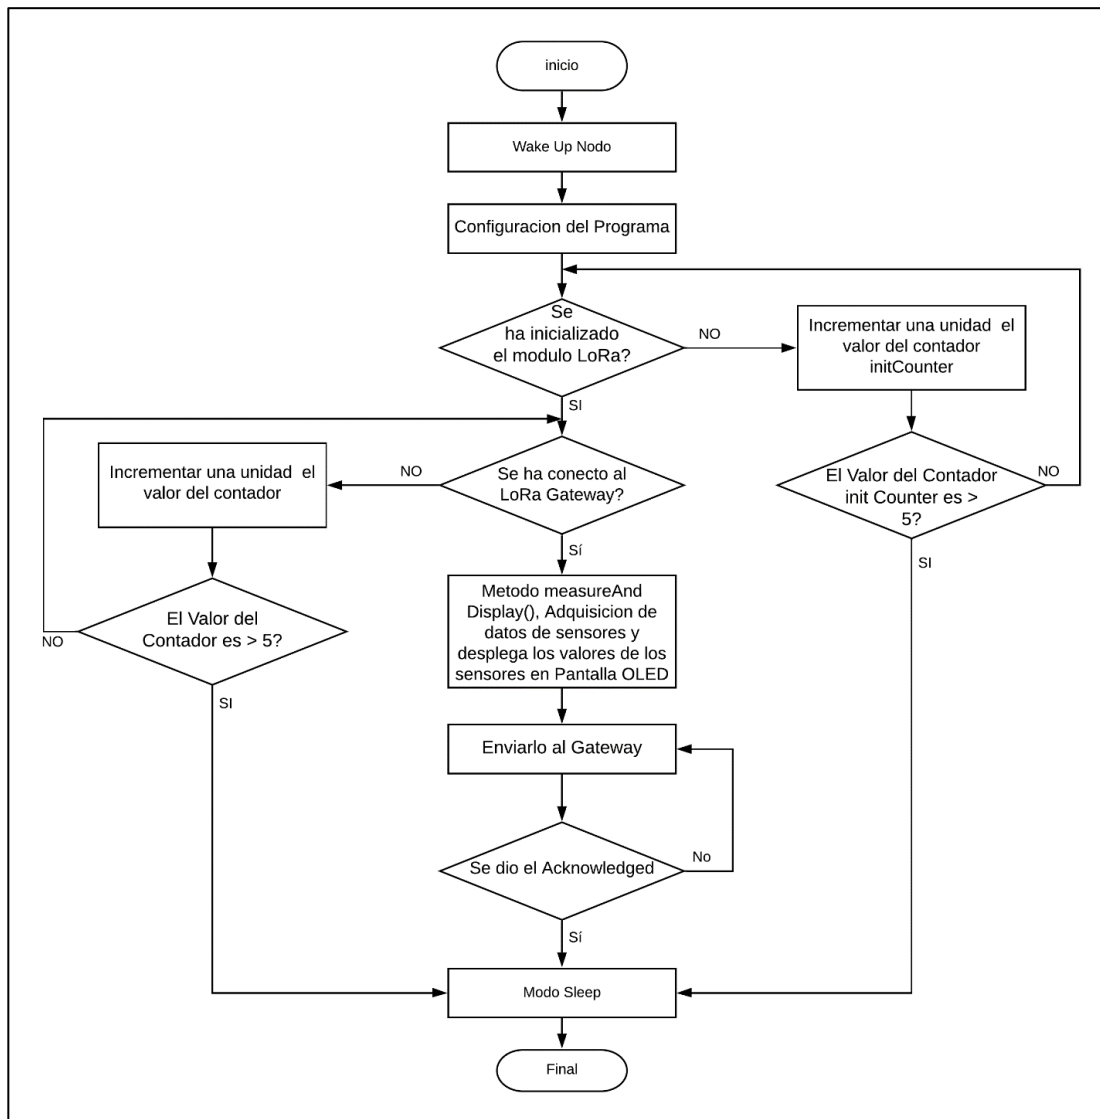 inicio
Wake Up Nodo
Configuracion del Programa
Se
ha inicializado
el modulo LoRa?
NO
Incrementar una unidad el
valor del contador
initCounter
SI
El Valor del Contador
init Counter es >
5?
NO
SI
Se ha conecto al
LoRa Gateway?
NO
Incrementar una unidad el
valor del contador
El Valor del
Contador es > 5?
NO
SI
Sí
Metodo measureAnd
Display(), Adquisicion de
datos de sensores y
desplega los valores de los
sensores en Pantalla OLED
Enviarlo al Gateway
Se dio el Acknowledged
No
Sí
Modo Sleep
Final